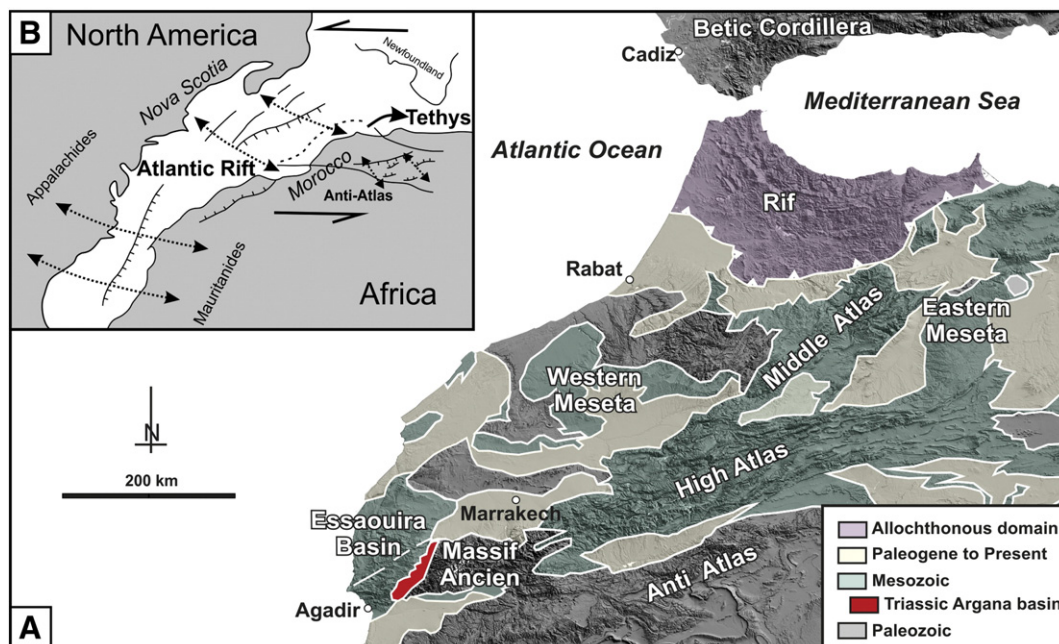 B
North America
Newfoundland
Nova Scotia
Tethys
Appalachides
Atlantic Rift
Morocco
Anti-Atlas
Mauritanides
Africa
Betic Cordillera
Cadiz
Mediterranean Sea
Atlantic Ocean
Rif
Rabat
Middle Atlas
Eastern
Meseta
Western
Meseta
N
200 km
High Atlas
Essaouira
Basin
Marrakech
Massif
Ancien
Anti Atlas
Agadir
A
Allochthonous domain
Paleogene to Present
Mesozoic
Triassic Argana basin
Paleozoic